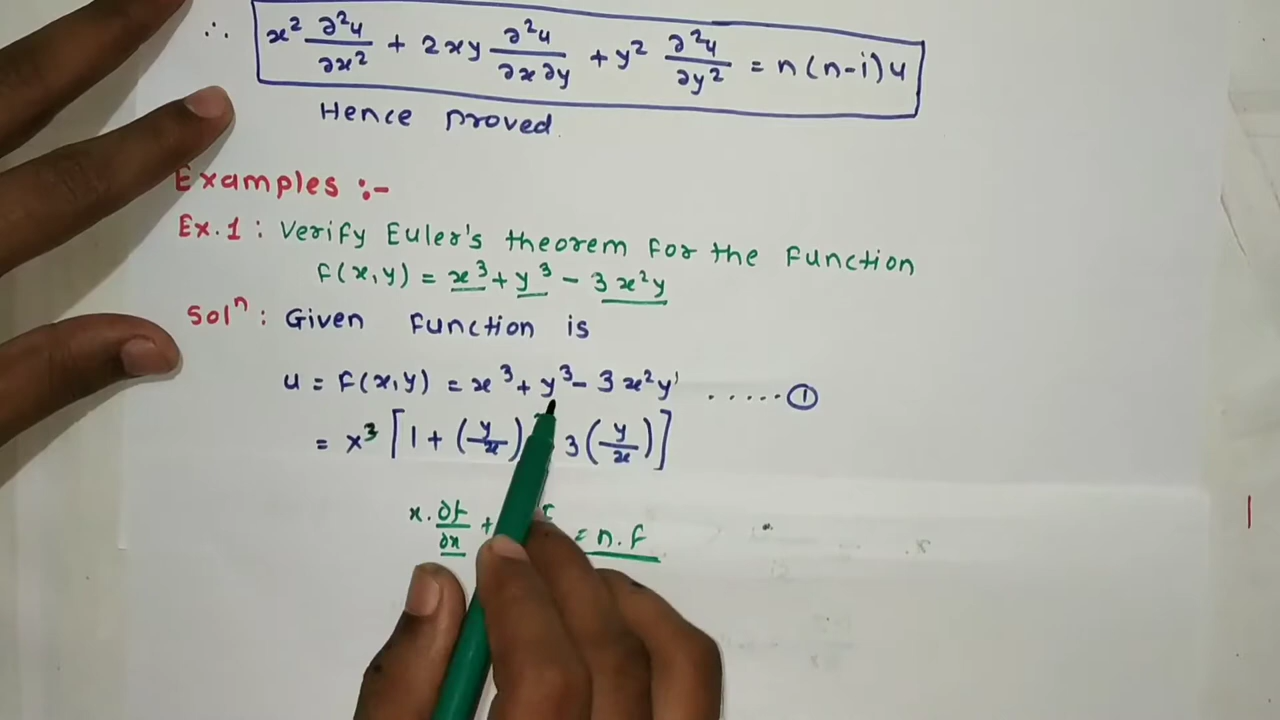 ∴ x² ∂²u/∂x² + 2xy ∂²u/∂x∂y + y² ∂²u/∂y² = n(n-1)u
Hence proved.
Examples :-
Ex.1 : Verify Euler's theorem for the function
f(x,y) = x³ + y³ - 3x²y
Solⁿ : Given function is
u = f(x,y) = x³ + y³ - 3x²y' ..... ①
= x³ [1 + (y/x) 3(y/x)]
x. ∂f/∂x + = n.f